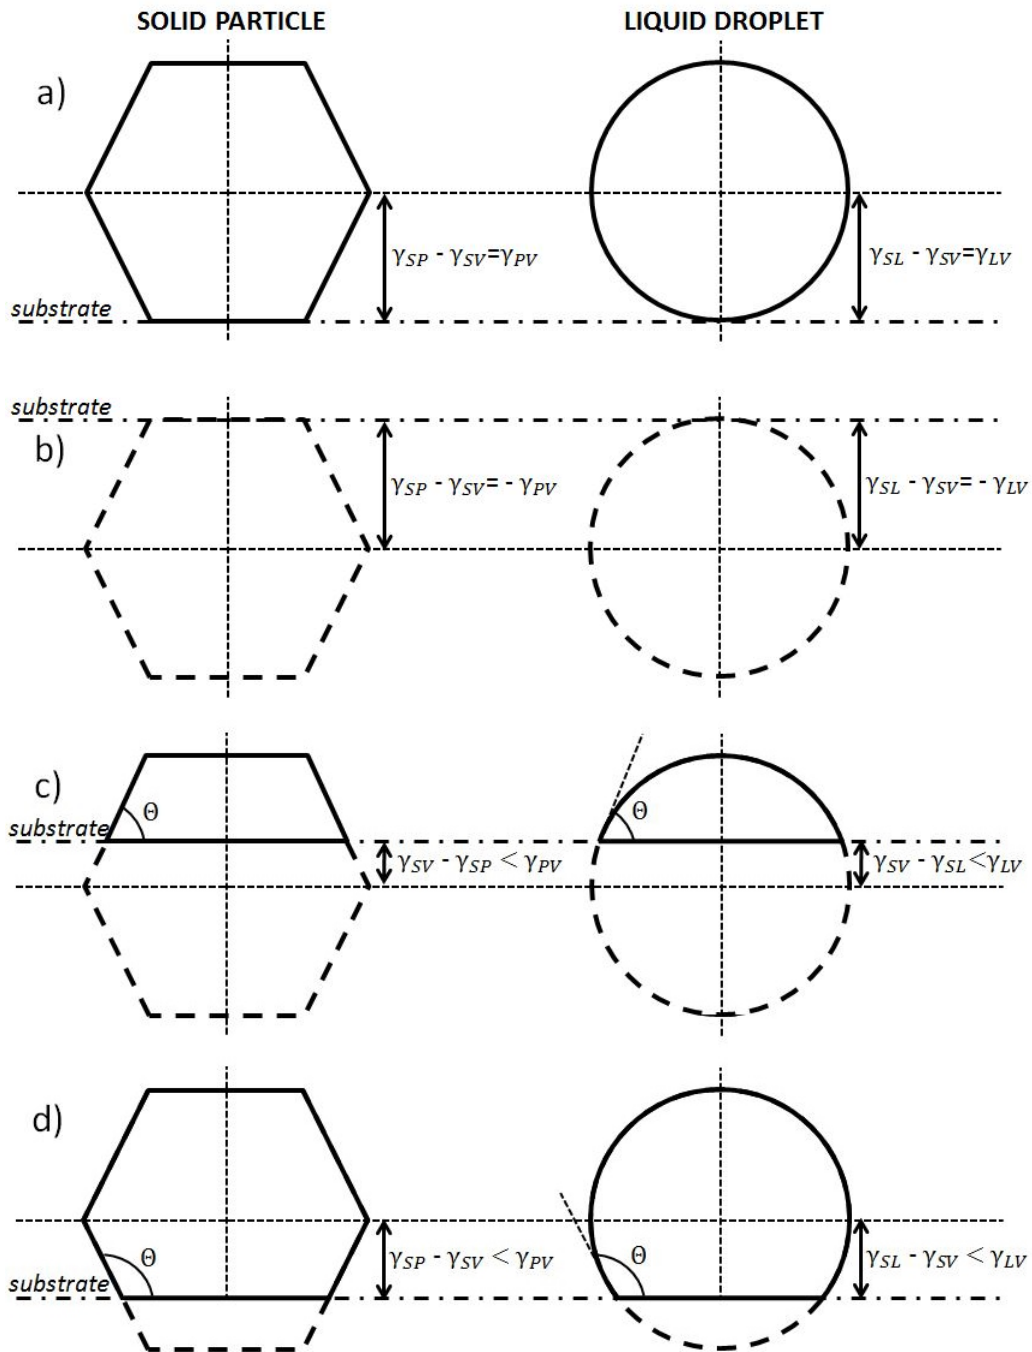 SOLID PARTICLE LIQUID DROPLET
a)
γSP - γSV=γPV γSL - γSV=γLV
substrate
substrate
b)
γSP - γSV= - γPV γSL - γSV= - γLV
c)
Θ Θ
substrate
γSV - γSP < γPV γSV - γSL <γLV
d)
Θ Θ
γSP - γSV < γPV γSL - γSV < γLV
substrate